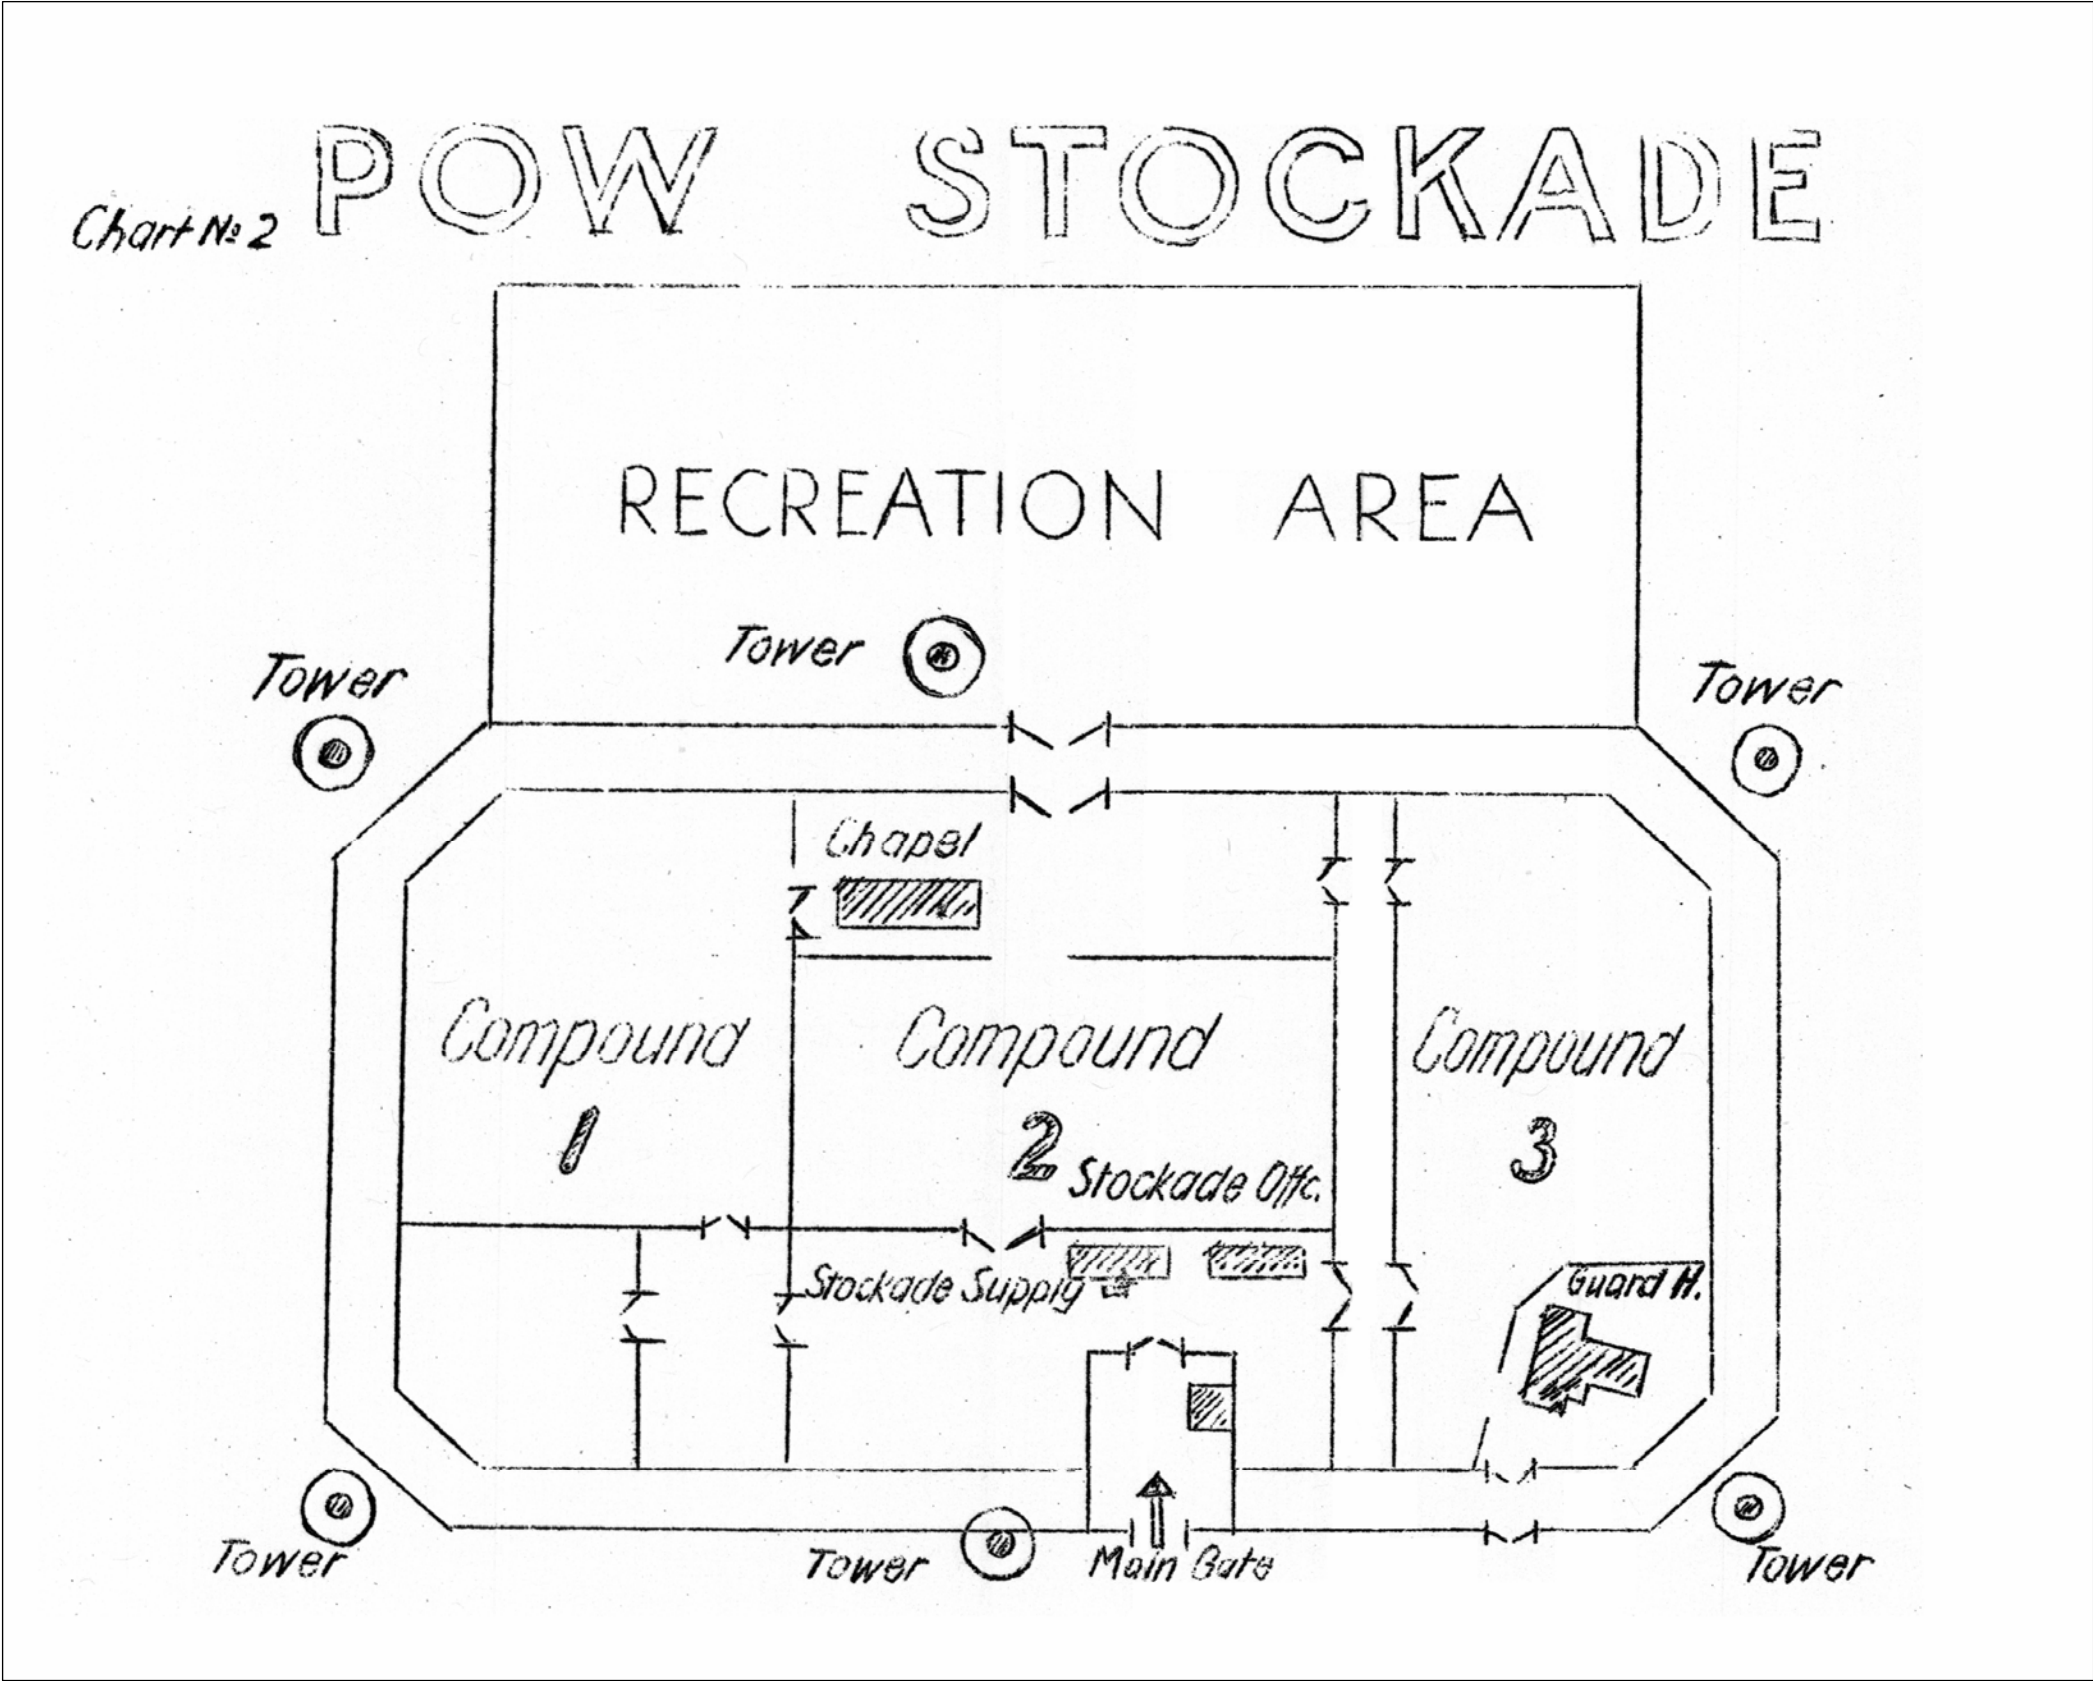 POW STOCKADE
Chart № 2
RECREATION AREA
Tower
Tower
Tower
Chapel
Compound
1
Compound
2
Compound
3
Stockade Offc.
Stockade Supply
Guard H.
Tower
Tower
Main Gate
Tower